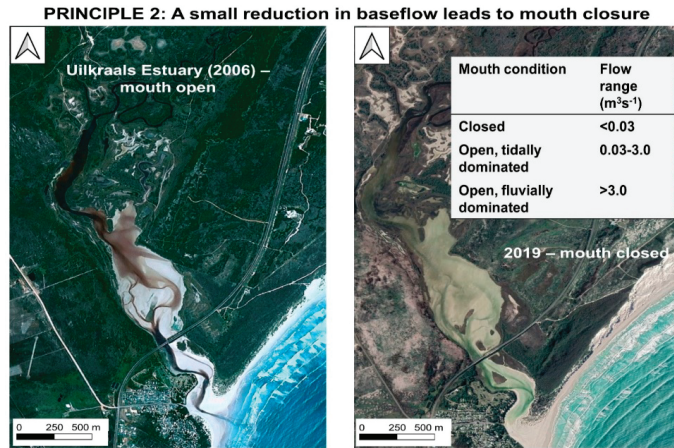 PRINCIPLE 2: A small reduction in baseflow leads to mouth closure
Uilkraals Estuary (2006) –
mouth open
0 250 500 m
Mouth condition Flow range (m³s⁻¹)
Closed <0.03
Open, tidally dominated 0.03-3.0
Open, fluvially dominated >3.0
2019 – mouth closed
0 250 500 m